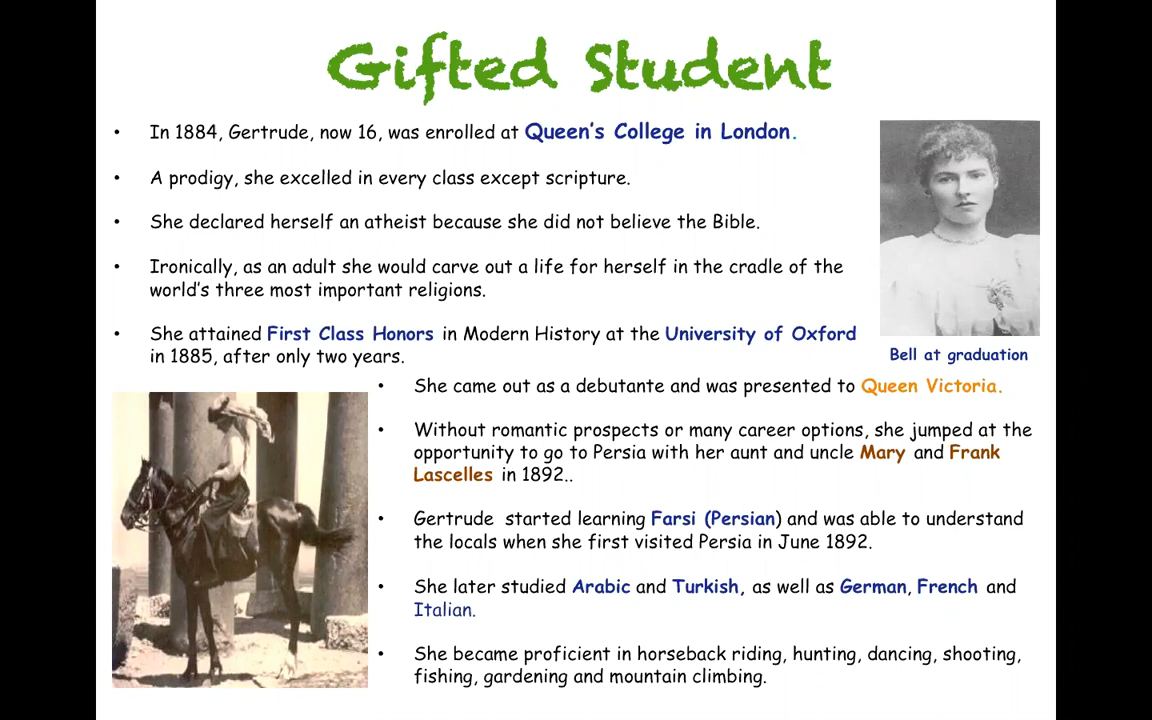 Gifted Student
• In 1884, Gertrude, now 16, was enrolled at Queen's College in London.
• A prodigy, she excelled in every class except scripture.
• She declared herself an atheist because she did not believe the Bible.
• Ironically, as an adult she would carve out a life for herself in the cradle of the
world's three most important religions.
• She attained First Class Honors in Modern History at the University of Oxford
in 1885, after only two years.
Bell at graduation
• She came out as a debutante and was presented to Queen Victoria.
• Without romantic prospects or many career options, she jumped at the
opportunity to go to Persia with her aunt and uncle Mary and Frank
Lascelles in 1892..
• Gertrude started learning Farsi (Persian) and was able to understand
the locals when she first visited Persia in June 1892.
• She later studied Arabic and Turkish, as well as German, French and
Italian.
• She became proficient in horseback riding, hunting, dancing, shooting,
fishing, gardening and mountain climbing.